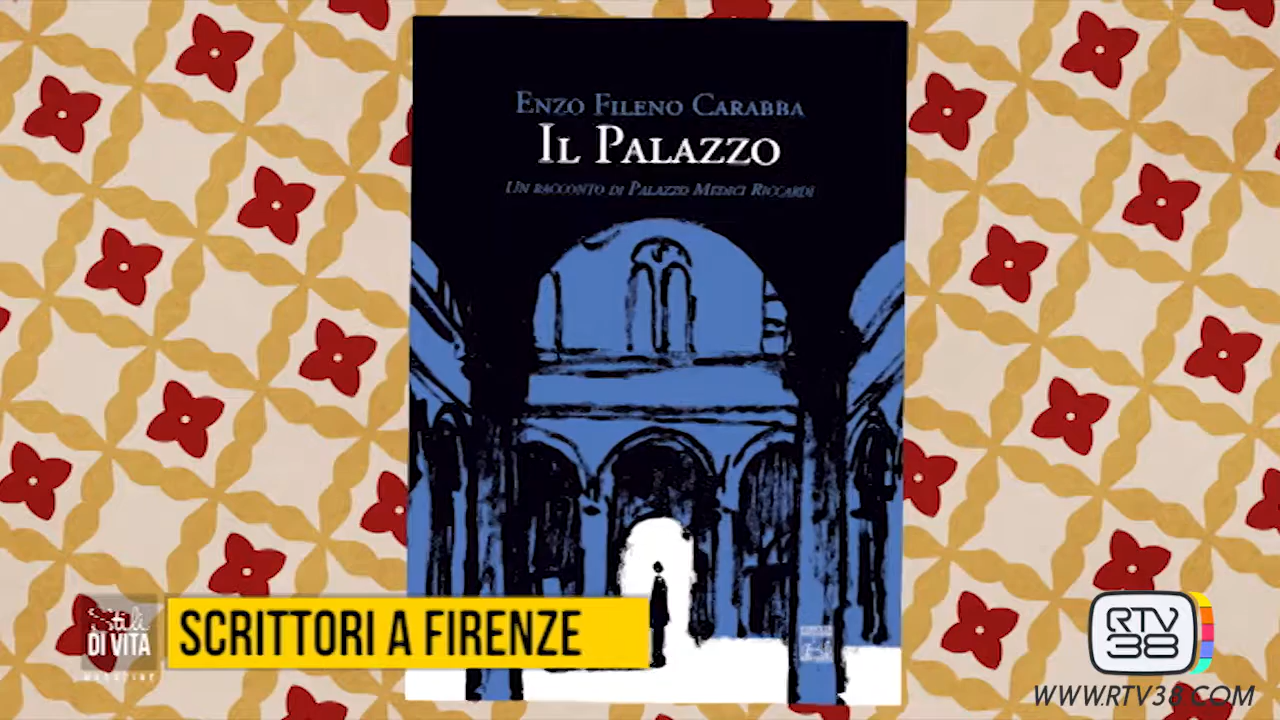 Enzo Fileno Carabba
Il Palazzo
Un racconto di Palazzo Medici Riccardi
Stili
DI VITA
MAGAZINE
SCRITTORI A FIRENZE
RTV
38
WWW.RTV38.COM